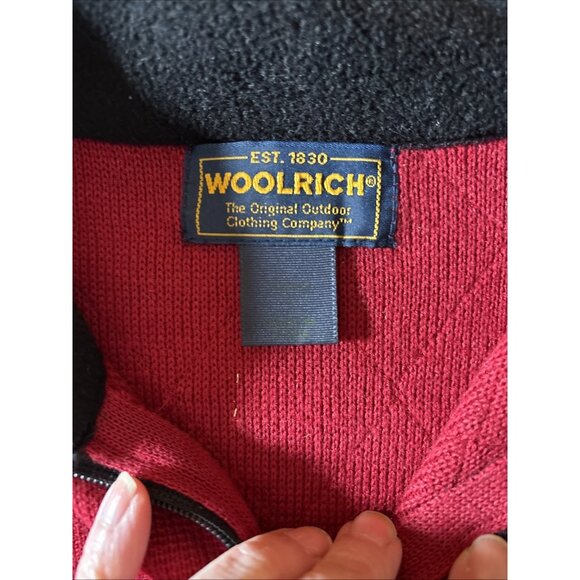 EST. 1830
WOOLRICH®
The Original Outdoor
Clothing Company™